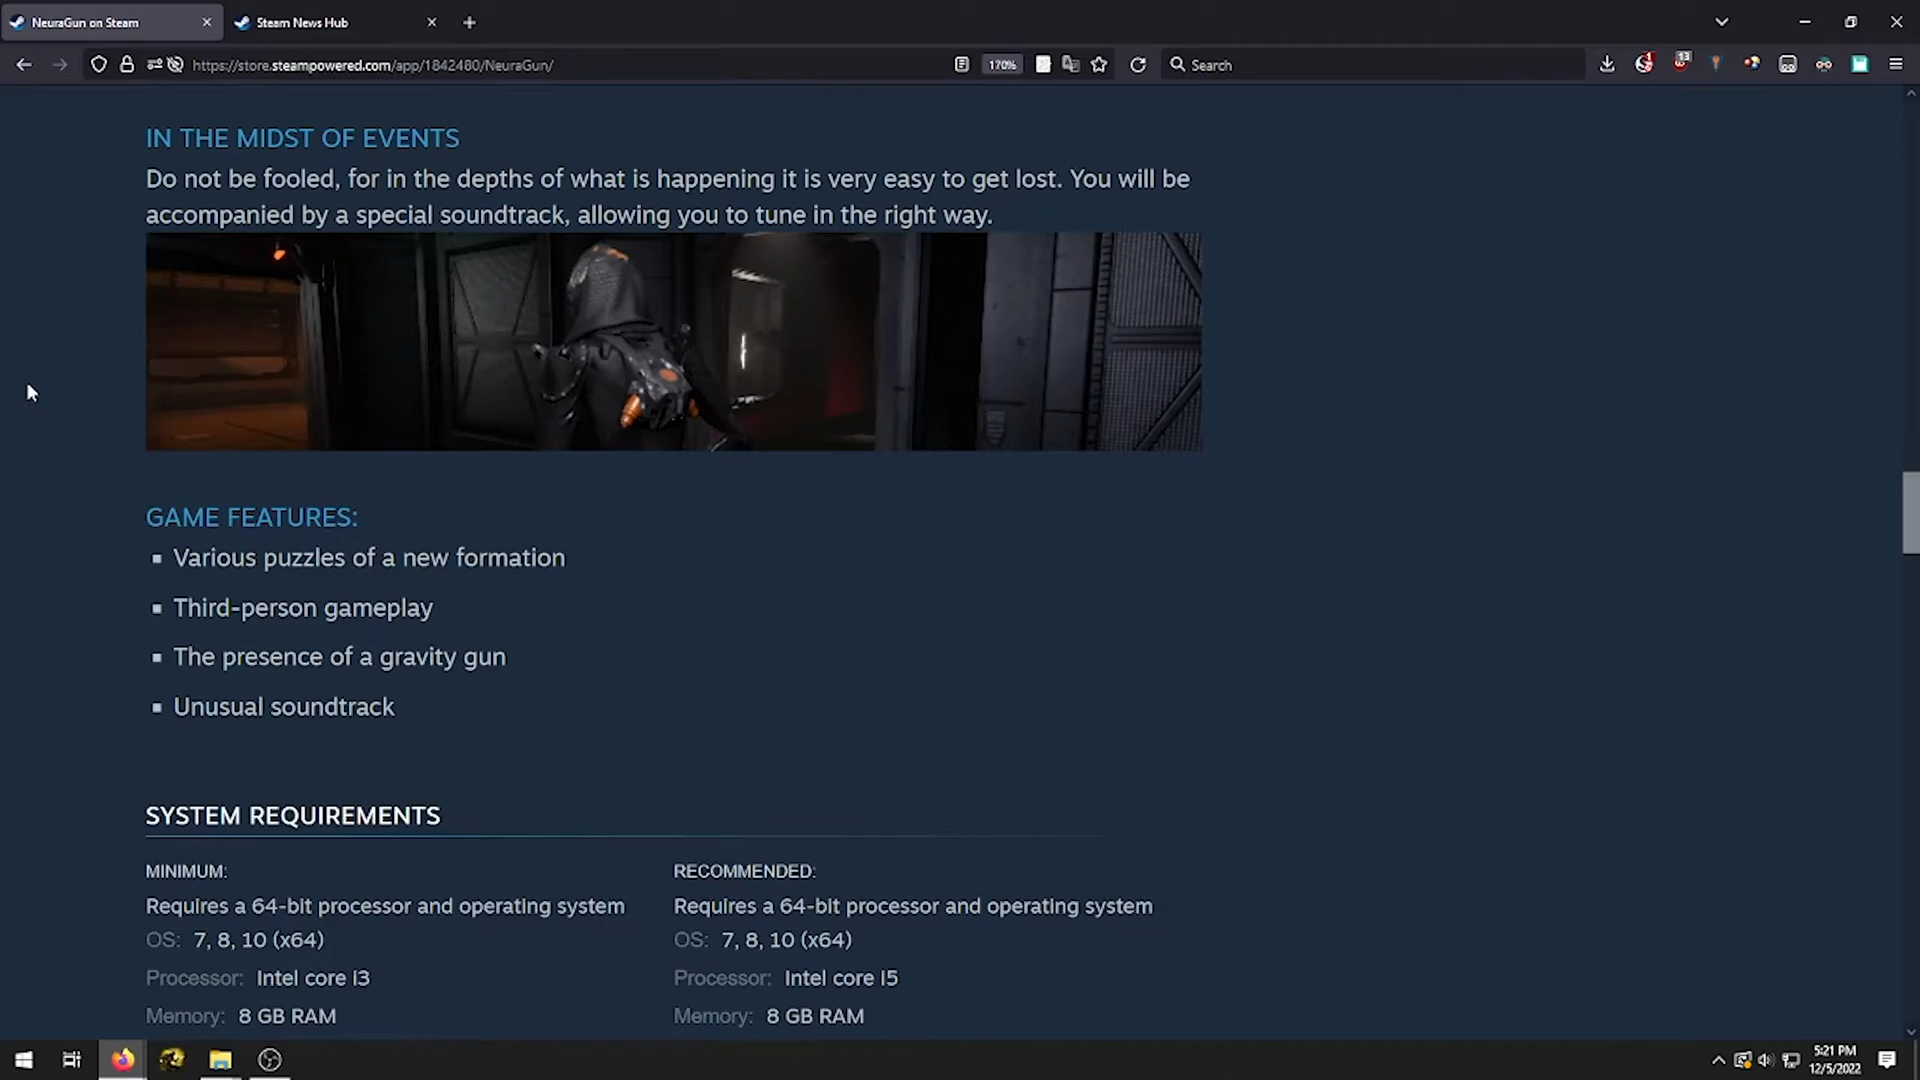 NeuraGun on Steam
Steam News Hub
https://store.steampowered.com/app/1842480/NeuraGun/
170%
Search
13
IN THE MIDST OF EVENTS
Do not be fooled, for in the depths of what is happening it is very easy to get lost. You will be
accompanied by a special soundtrack, allowing you to tune in the right way.
GAME FEATURES:
▪ Various puzzles of a new formation
▪ Third-person gameplay
▪ The presence of a gravity gun
▪ Unusual soundtrack
SYSTEM REQUIREMENTS
MINIMUM:
Requires a 64-bit processor and operating system
OS: 7, 8, 10 (x64)
Processor: Intel core i3
Memory: 8 GB RAM
RECOMMENDED:
Requires a 64-bit processor and operating system
OS: 7, 8, 10 (x64)
Processor: Intel core I5
Memory: 8 GB RAM
5:21 PM
12/5/2022